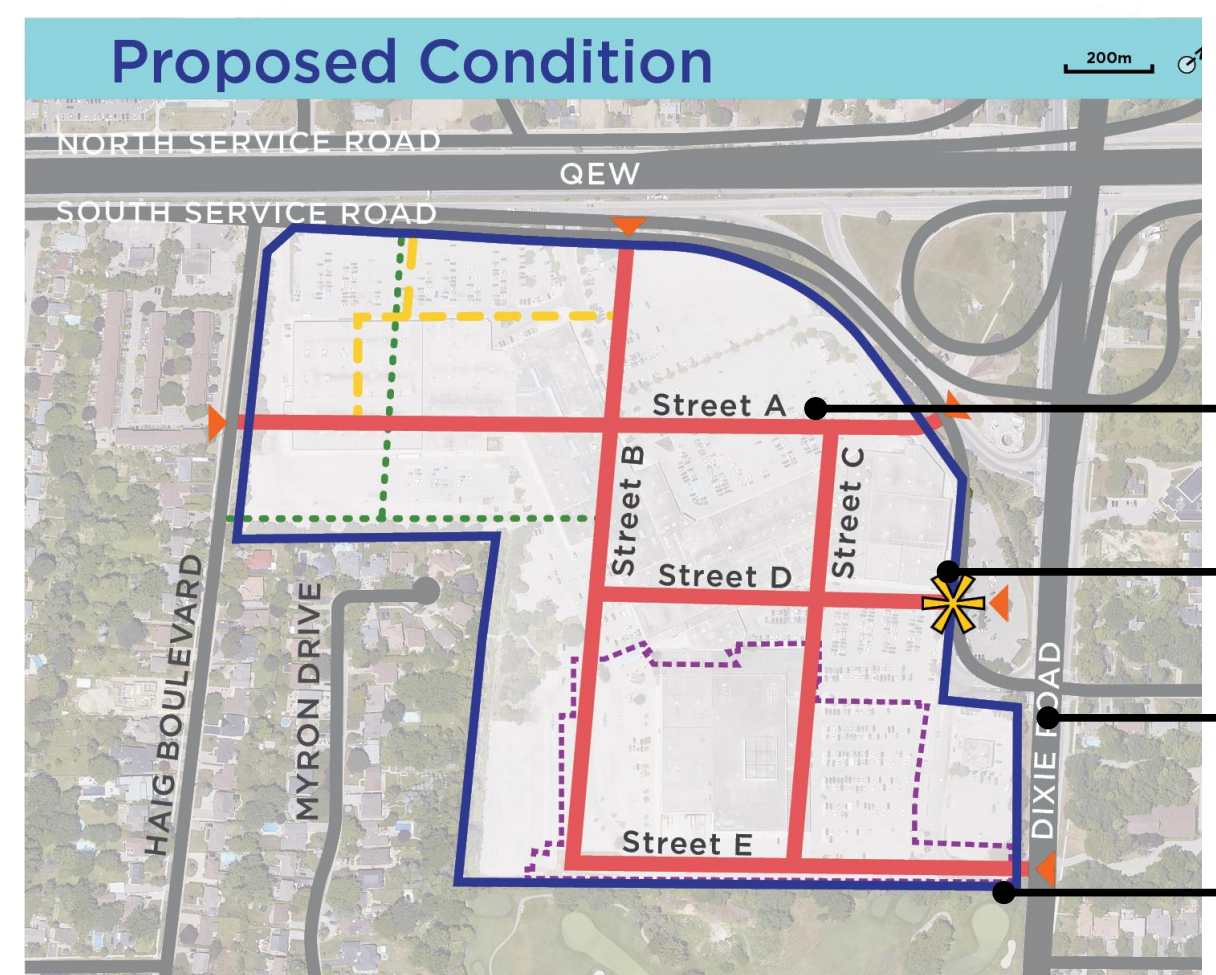 Proposed Condition
200m
NORTH SERVICE ROAD
QEW
SOUTH SERVICE ROAD
Street A
Street B
Street C
Street D
HAIG BOULEVARD
MYRON DRIVE
DIXIE ROAD
Street E